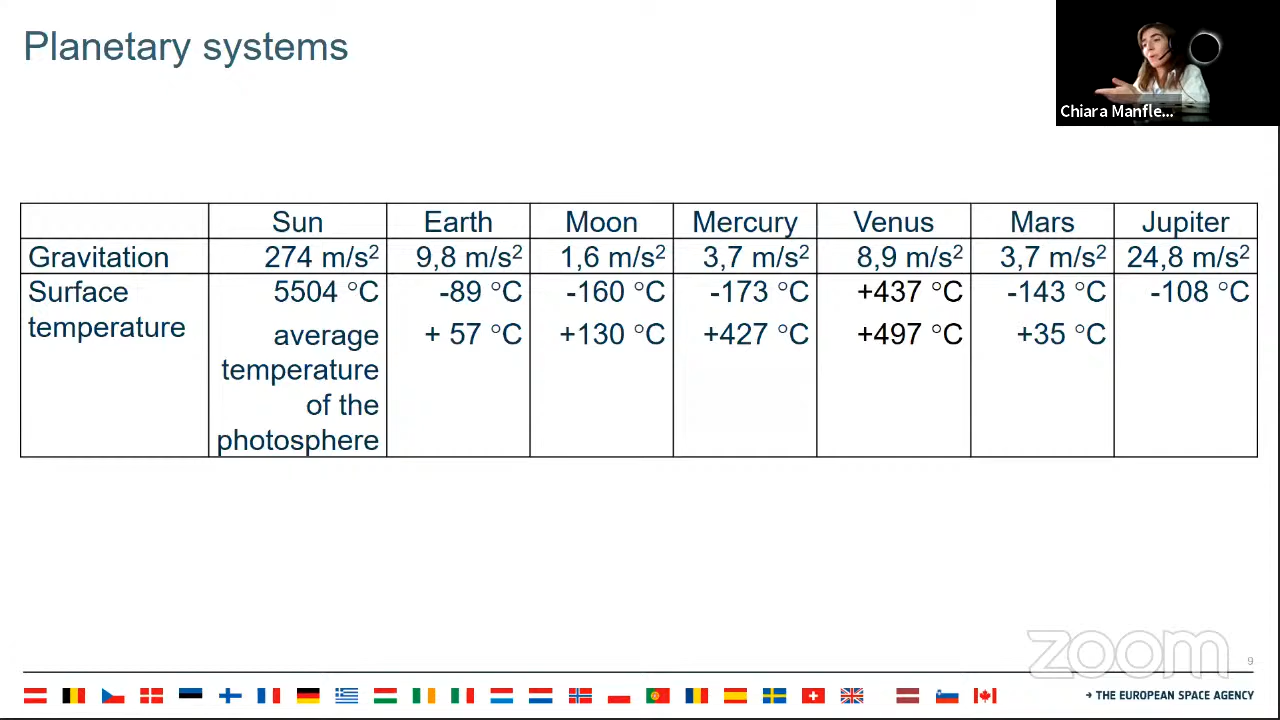 Planetary systems
Chiara Manfle...
Sun Earth Moon Mercury Venus Mars Jupiter
Gravitation 274 m/s² 9,8 m/s² 1,6 m/s² 3,7 m/s² 8,9 m/s² 3,7 m/s² 24,8 m/s²
Surface 5504 °C -89 °C -160 °C -173 °C +437 °C -143 °C -108 °C
temperature average + 57 °C +130 °C +427 °C +497 °C +35 °C
temperature
of the
photosphere
zoom
9
→ THE EUROPEAN SPACE AGENCY